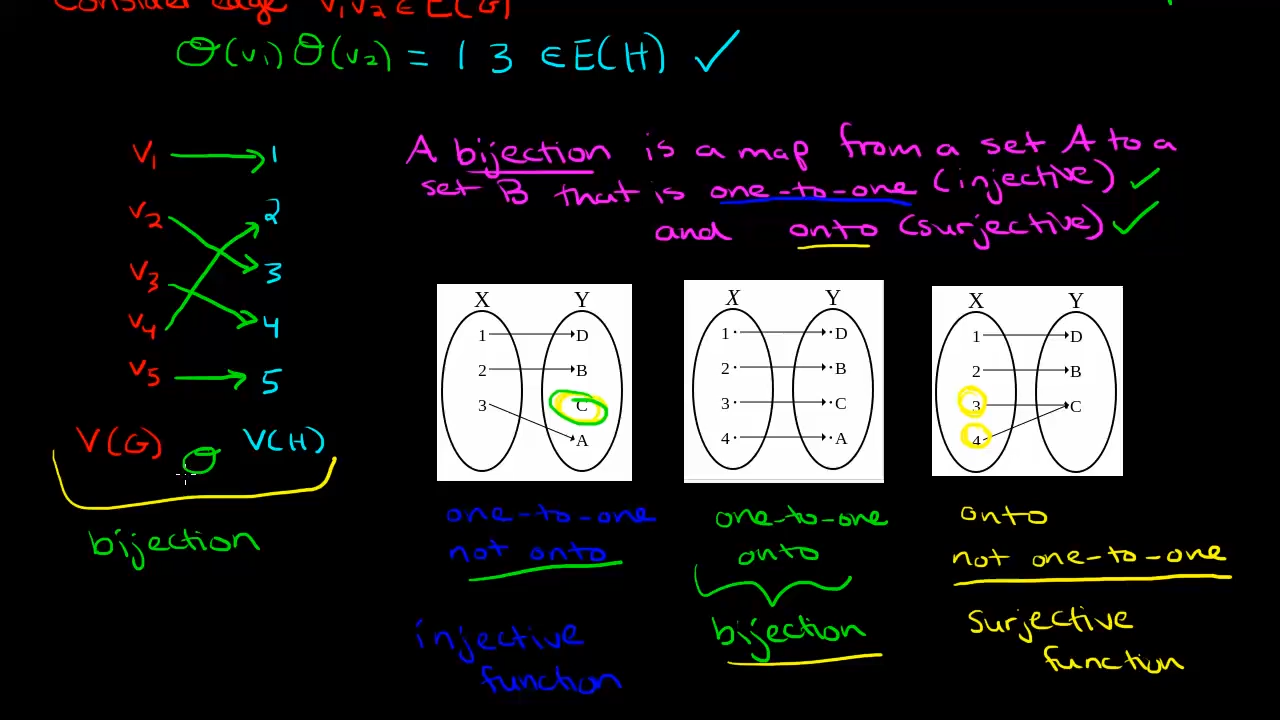 Consider edge v₁v₂ ∈ E(G)
Θ(v₁) Θ(v₂) = 1 3 ∈ E(H) ✓
A bijection is a map from a set A to a
set B that is one-to-one (injective) ✓
and onto (surjective) ✓
v₁ → 1
v₂ 2
v₃ 3
v₄ 4
v₅ → 5
V(G) Θ V(H)
bijection
X Y
1 D
2 B
3 C
A
one-to-one
not onto
injective
function
X Y
1 D
2 B
3 C
4 A
one-to-one
onto
bijection
X Y
1 D
2 B
3 C
4
onto
not one-to-one
surjective
function